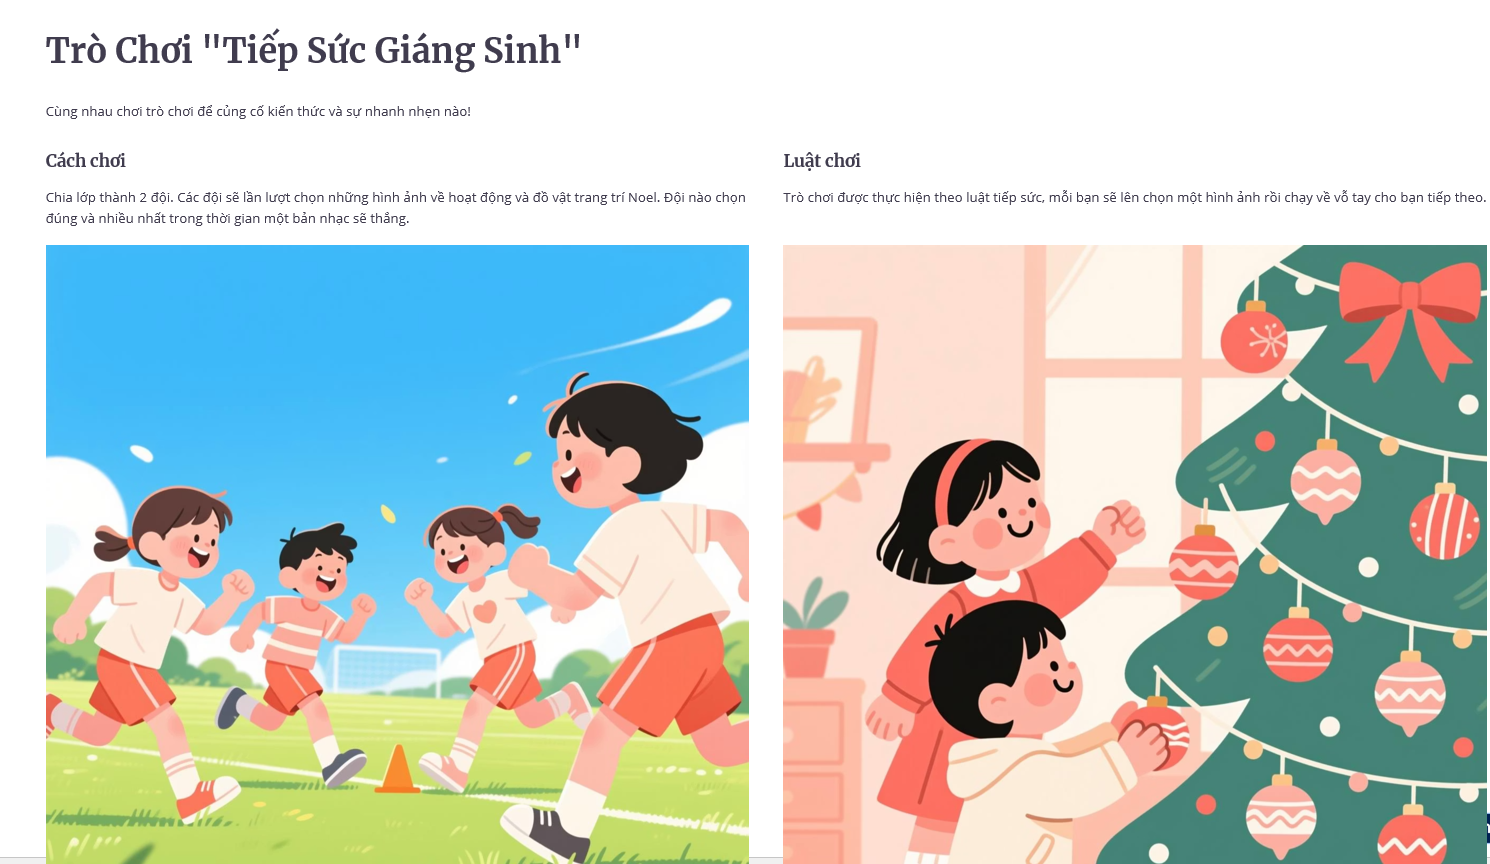 Trò Chơi "Tiếp Sức Giáng Sinh"
Cùng nhau chơi trò chơi để củng cố kiến thức và sự nhanh nhẹn nào!
Cách chơi
Chia lớp thành 2 đội. Các đội sẽ lần lượt chọn những hình ảnh về hoạt động và đồ vật trang trí Noel. Đội nào chọn
đúng và nhiều nhất trong thời gian một bản nhạc sẽ thắng.
Luật chơi
Trò chơi được thực hiện theo luật tiếp sức, mỗi bạn sẽ lên chọn một hình ảnh rồi chạy về vỗ tay cho bạn tiếp theo.